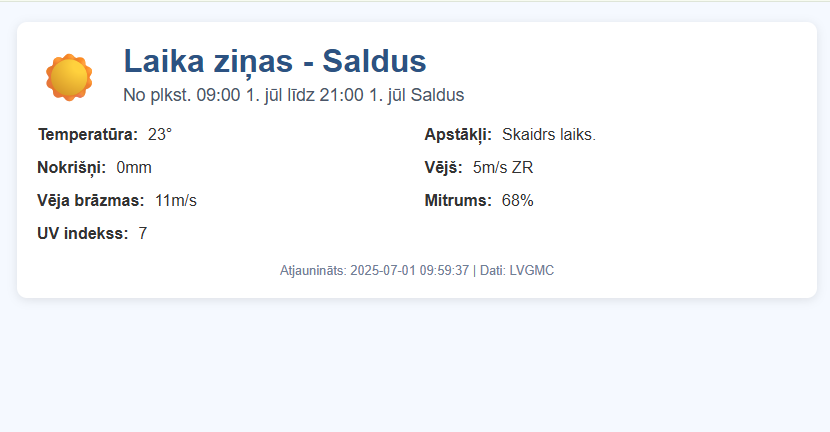 Laika ziņas - Saldus
No plkst. 09:00 1. jūl līdz 21:00 1. jūl Saldus
Temperatūra: 23°
Apstākļi: Skaidrs laiks.
Nokrišņi: 0mm
Vējš: 5m/s ZR
Vēja brāzmas: 11m/s
Mitrums: 68%
UV indekss: 7
Atjaunināts: 2025-07-01 09:59:37 | Dati: LVGMC